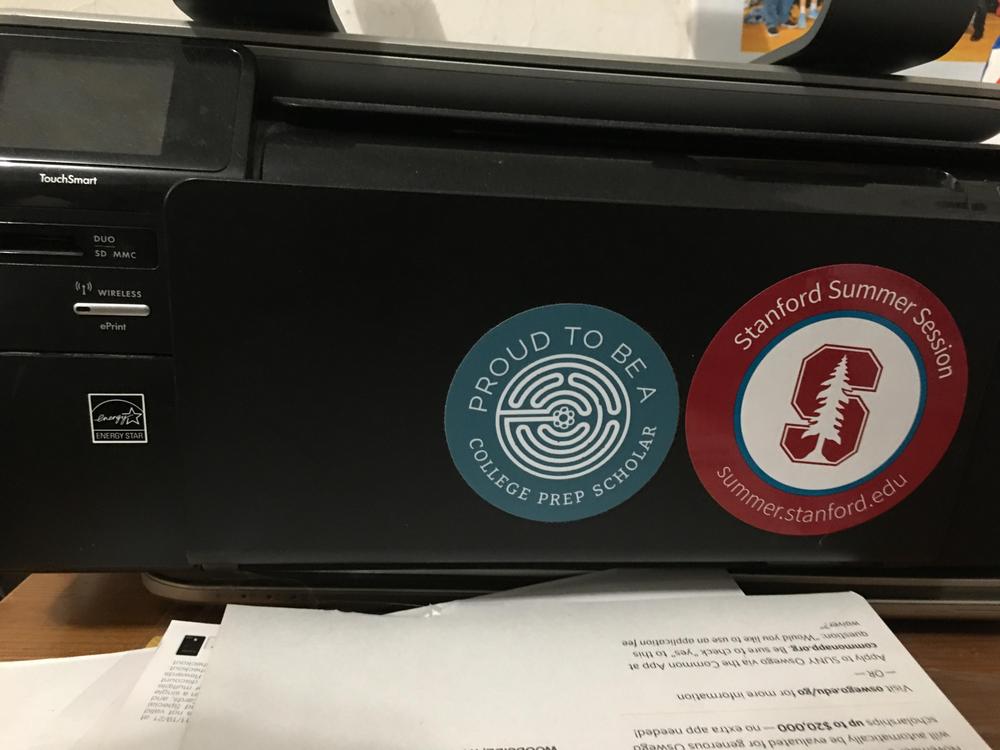 TouchSmart
DUO
SD MMC
WIRELESS
ePrint
energy
ENERGY STAR
PROUD TO BE A
COLLEGE PREP SCHOLAR
Stanford Summer Session
S
summer.stanford.edu
will automatically be evaluated for generous Oswego
scholarships up to $20,000 — no extra app needed!
Visit oswego.edu/go for more information
— OR —
Apply to SUNY Oswego via the Common App at
commonapp.org. Be sure to check "yes" to this
question: "Would you like to use an application fee
waiver?"